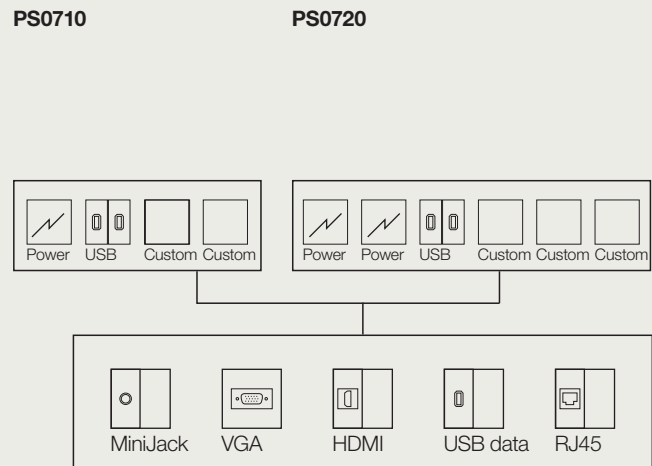 PS0710 PS0720
Power USB Custom Custom Power Power USB Custom Custom Custom
MiniJack VGA HDMI USB data RJ45